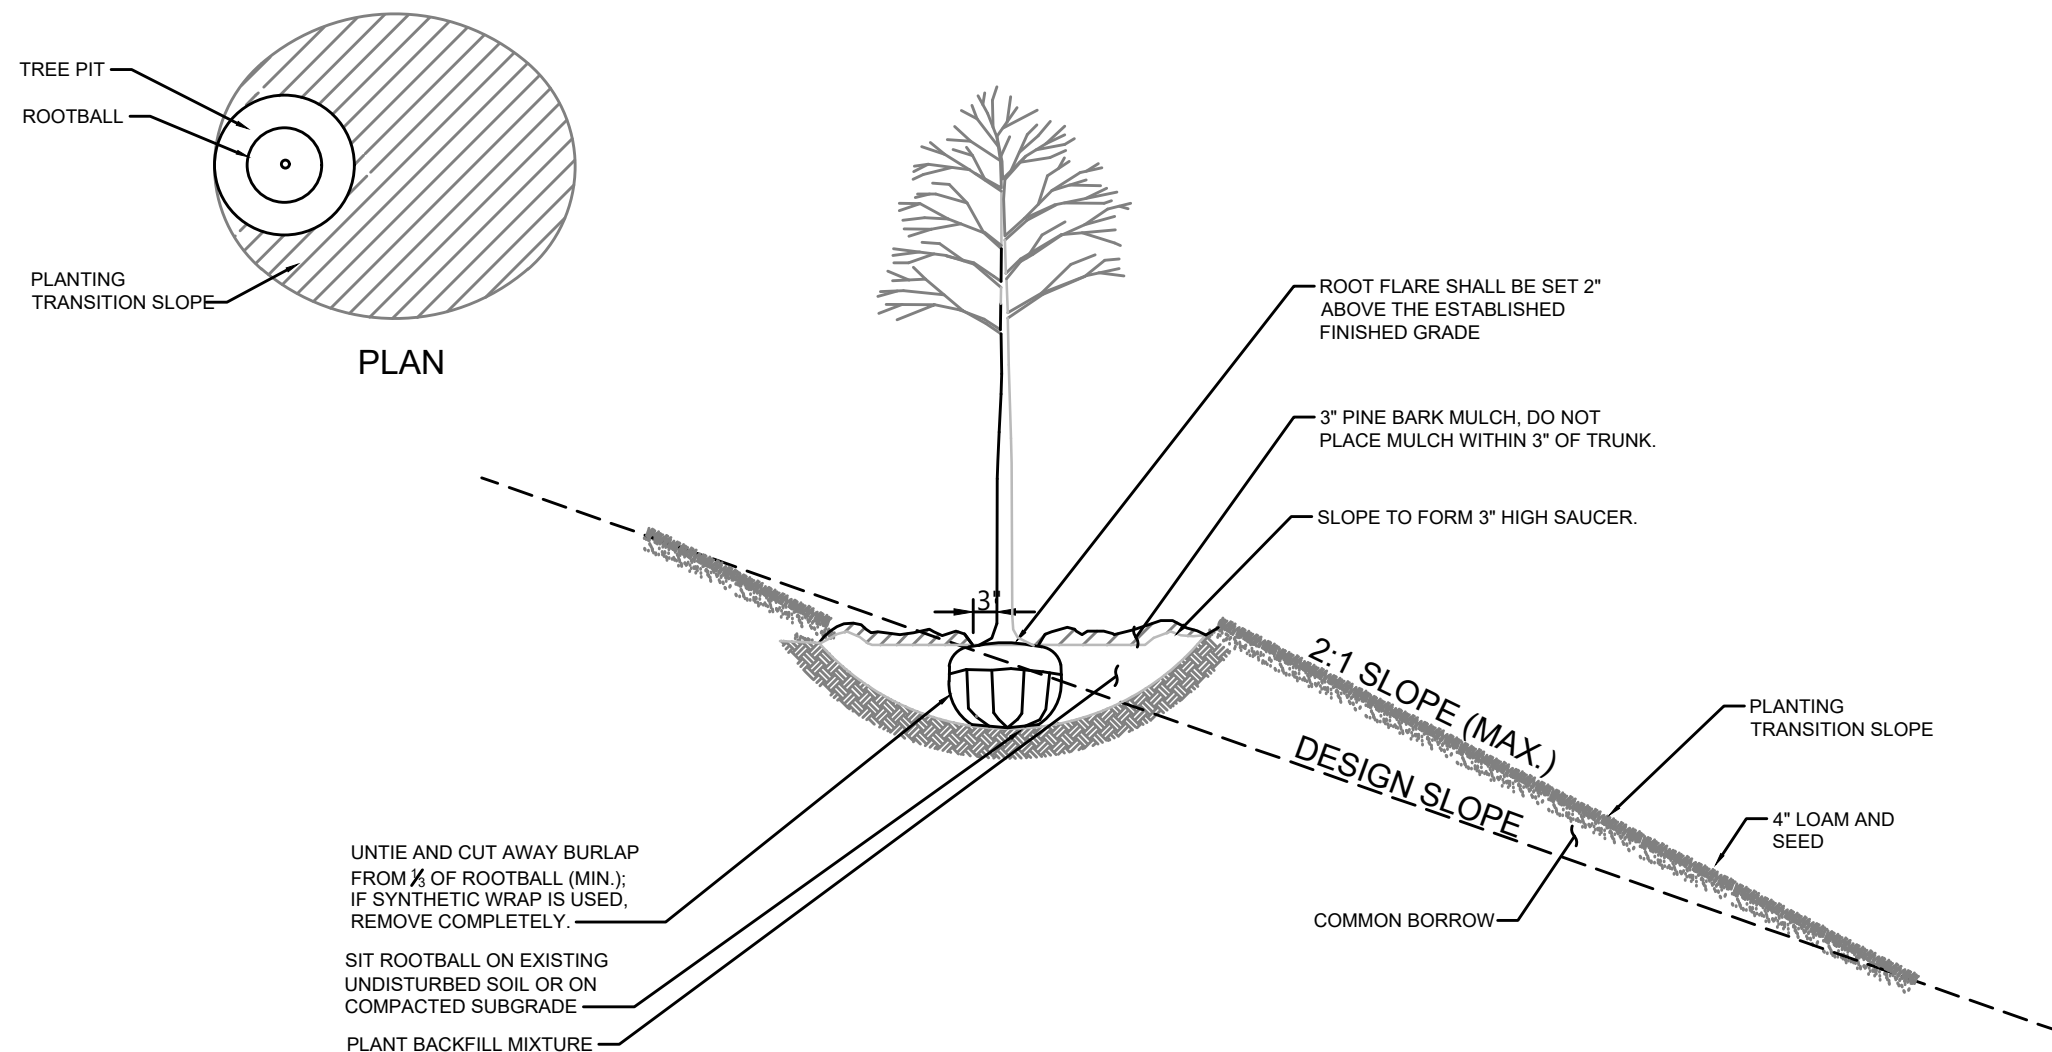 TREE PIT
ROOTBALL
PLANTING
TRANSITION SLOPE
PLAN
ROOT FLARE SHALL BE SET 2"
ABOVE THE ESTABLISHED
FINISHED GRADE
3" PINE BARK MULCH, DO NOT
PLACE MULCH WITHIN 3" OF TRUNK.
SLOPE TO FORM 3" HIGH SAUCER.
3"
2:1 SLOPE (MAX.)
DESIGN SLOPE
PLANTING
TRANSITION SLOPE
4" LOAM AND
SEED
COMMON BORROW
UNTIE AND CUT AWAY BURLAP
FROM 1/3 OF ROOTBALL (MIN.);
IF SYNTHETIC WRAP IS USED,
REMOVE COMPLETELY.
SIT ROOTBALL ON EXISTING
UNDISTURBED SOIL OR ON
COMPACTED SUBGRADE
PLANT BACKFILL MIXTURE